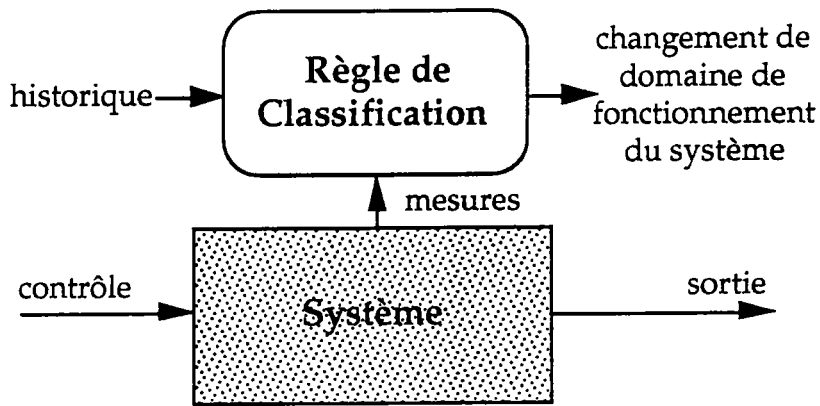 historique
Règle de
Classification
changement de
domaine de
fonctionnement
du système
mesures
contrôle
Système
sortie